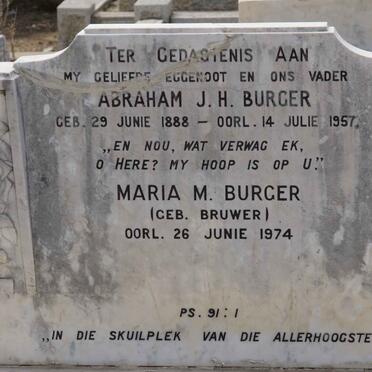 TER GEDAGTENIS AAN
MY GELIEFDE EGGENOOT EN ONS VADER
ABRAHAM J.H. BURGER
GEB. 29 JUNIE 1888 — OORL. 14 JULIE 1957.
„EN NOU, WAT VERWAG EK,
O HERE? MY HOOP IS OP U."
MARIA M. BURGER
(GEB. BRUWER)
OORL. 26 JUNIE 1974
PS. 91:1
„IN DIE SKUILPLEK VAN DIE ALLERHOOGSTE